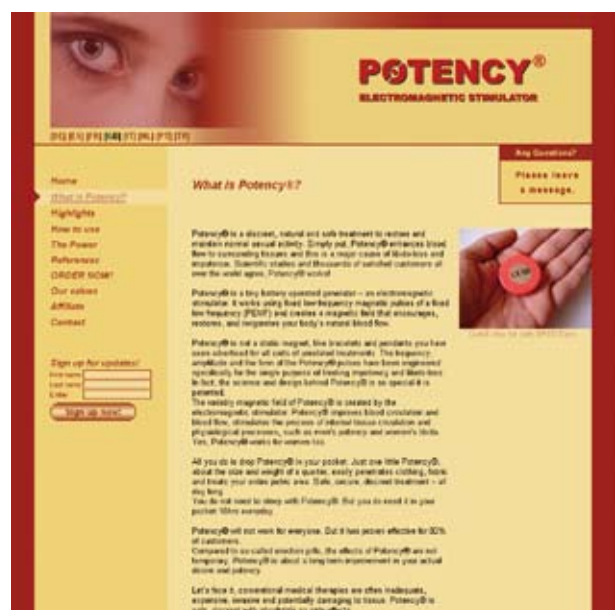 POTENCY®
ELECTROMAGNETIC STIMULATOR
Any Questions?
Please leave
a message.
Home
What is Potency?
Highlights
How to use
The Power
References
ORDER NOW!
Our values
Affiliate
Contact
Sign up for updates!
First name
Last name
Sign up now!
What is Potency®?
Potency® is a discreet, natural and safe treatment to restore and
maintain normal sexual activity. Simply put, Potency® enhances blood
flow to surrounding tissues and this is a major cause of libido-loss and
impotence. Scientific studies and thousands of satisfied customers all
over the world agree, Potency® works!
Potency® is a tiny battery operated generator – an electromagnetic
stimulator. It works using fixed low-frequency magnetic pulses of a fixed
low frequency (PEMF) and creates a magnetic field that encourages,
restores, and invigorates your body's natural blood flow.
Potency® is not a static magnet, like bracelets and pendants you have
seen advertised for all sorts of unrelated treatments. The frequency,
amplitude and the form of the Potency® pulses have been engineered
specifically for the single purpose of treating impotency and libido-loss.
In fact, the science and design behind Potency® is so special it is
patented.
The variably magnetic field of Potency® is created by the
electromagnetic stimulator. Potency® improves blood circulation and
blood flow, stimulates the process of internal tissue circulation and
physiological processes, such as men's potency and women's libido.
Yes, Potency® works for women too.
All you do is drop Potency® in your pocket. Just one little Potency®,
about the size and weight of a quarter, easily penetrates clothing, fabric
and treats your entire pelvic area. Safe, secure, discreet treatment – all
day long.
You do not need to sleep with Potency®. But you do need it in your
pocket everyday.
Potency® will not work for everyone. But it has proven effective for 80%
of customers.
Compared to so called erection pills, the effects of Potency® are not
temporary. Potency® is about a long term improvement in your actual
desire and potency.
Let's face it, conventional medical therapies are often inadequate,
expensive, invasive and potentially damaging to tissue. Potency® is